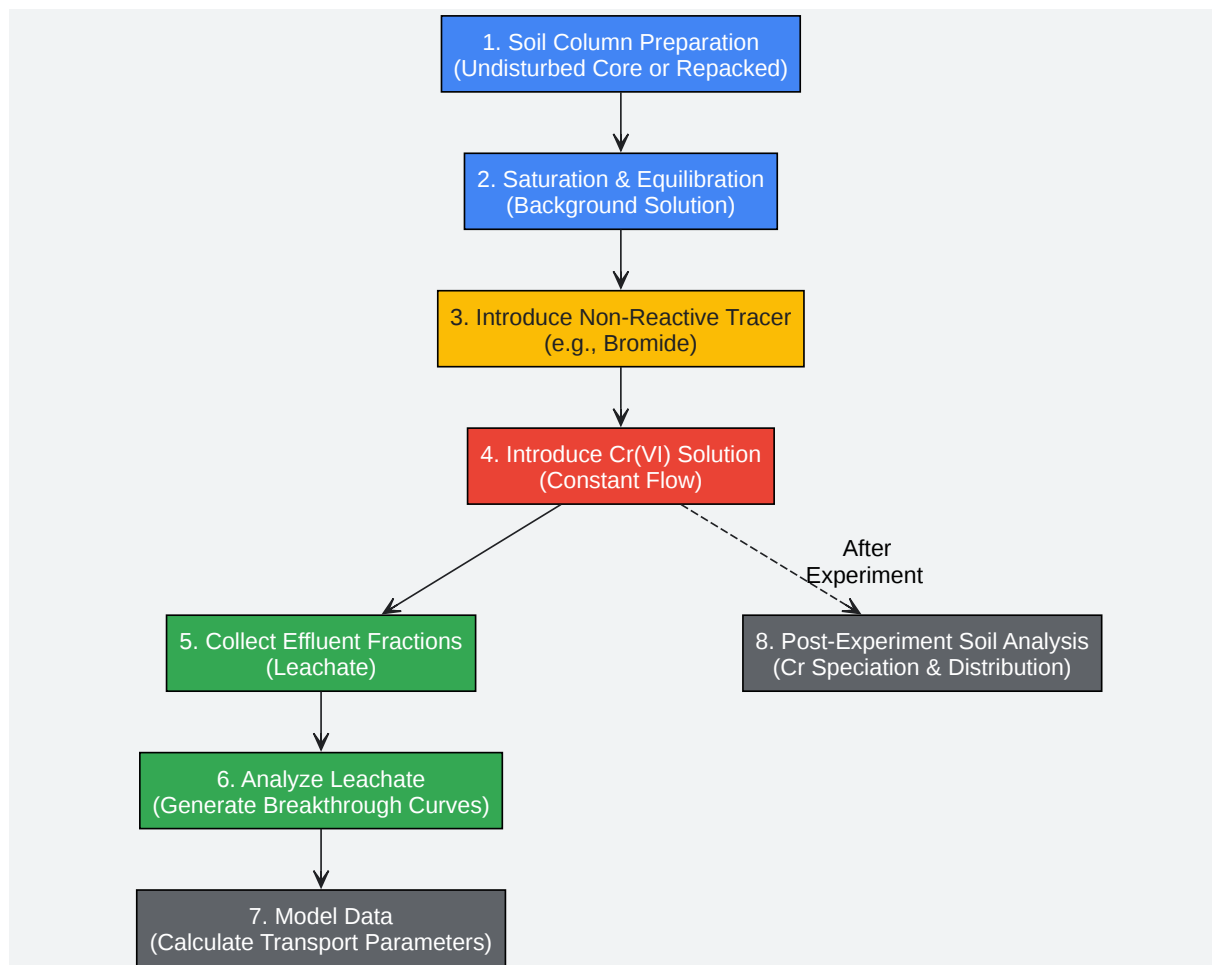 1. Soil Column Preparation
(Undisturbed Core or Repacked)
2. Saturation & Equilibration
(Background Solution)
3. Introduce Non-Reactive Tracer
(e.g., Bromide)
4. Introduce Cr(VI) Solution
(Constant Flow)
After
Experiment
5. Collect Effluent Fractions
(Leachate)
8. Post-Experiment Soil Analysis
(Cr Speciation & Distribution)
6. Analyze Leachate
(Generate Breakthrough Curves)
7. Model Data
(Calculate Transport Parameters)